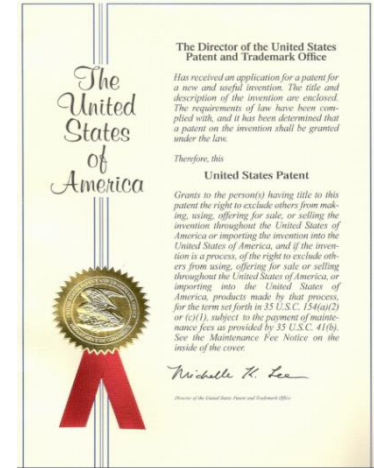 The
United
States
of
America
The Director of the United States
Patent and Trademark Office
Has received an application for a patent for
a new and useful invention. The title and
description of the invention are enclosed.
The requirements of law have been com-
plied with, and it has been determined that
a patent on the invention shall be granted
under the law.
Therefore, this
United States Patent
Grants to the person(s) having title to this
patent the right to exclude others from mak-
ing, using, offering for sale, or selling the
invention throughout the United States of
America or importing the invention into the
United States of America, and if the inven-
tion is a process, of the right to exclude oth-
ers from using, offering for sale or selling
throughout the United States of America, or
importing into the United States of
America, products made by that process,
for the term set forth in 35 U.S.C. 154(a)(2)
or (c)(1), subject to the payment of mainte-
nance fees as provided by 35 U.S.C. 41(b).
See the Maintenance Fee Notice on the
inside of the cover.
Michelle K. Lee
Director of the United States Patent and Trademark Office